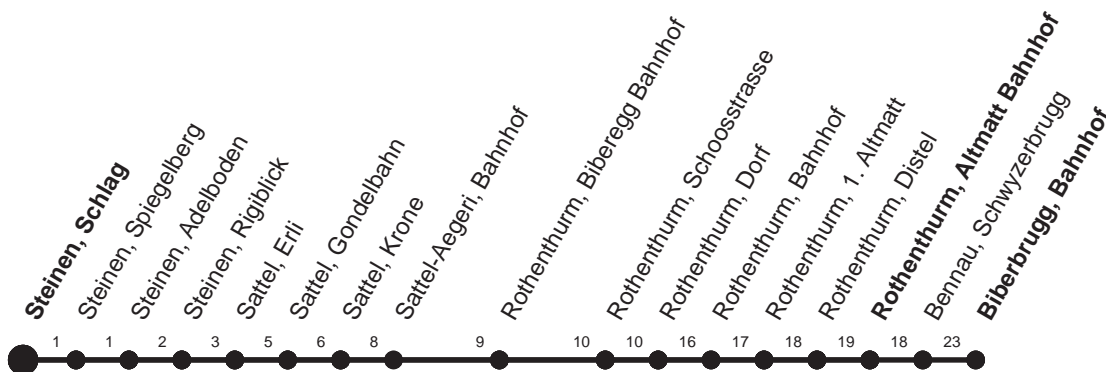 Steinen, Schlag
Steinen, Spiegelberg
Steinen, Adelboden
Steinen, Rigiblick
Sattel, Erli
Sattel, Gondelbahn
Sattel, Krone
Sattel-Aegeri, Bahnhof
Rothenthurm, Biberegg Bahnhof
Rothenthurm, Schoosstrasse
Rothenthurm, Dorf
Rothenthurm, Bahnhof
Rothenthurm, 1. Altmatt
Rothenthurm, Distel
Rothenthurm, Altmatt Bahnhof
Bennau, Schwyzerbrugg
Biberbrugg, Bahnhof
1 1 2 3 5 6 8 9 10 10 16 17 18 19 18 23